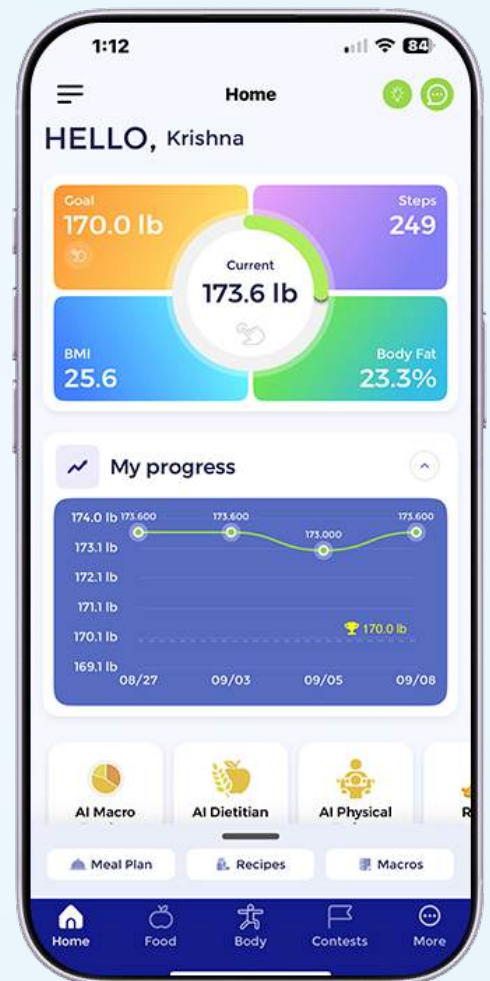 1:12
84
Home
HELLO, Krishna
Goal
170.0 lb
Steps
249
Current
173.6 lb
BMI
25.6
Body Fat
23.3%
My progress
174.0 lb
173.1 lb
172.1 lb
171.1 lb
170.1 lb
169.1 lb
173.600
173.600
173.000
173.600
170.0 lb
08/27
09/03
09/05
09/08
AI Macro
AI Dietitian
AI Physical
R
Meal Plan
Recipes
Macros
Home
Food
Body
Contests
More